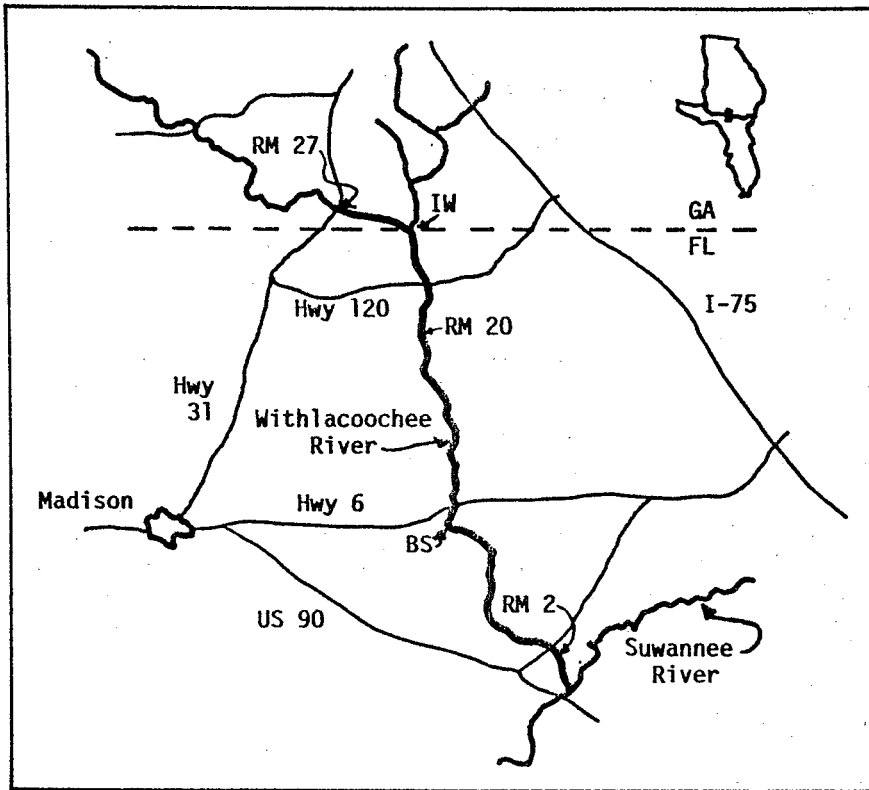 RM 27
IW
GA
FL
I-75
Hwy 120
RM 20
Hwy
31
Withlacoochee
River
Madison
Hwy 6
BS
RM 2
US 90
Suwannee
River